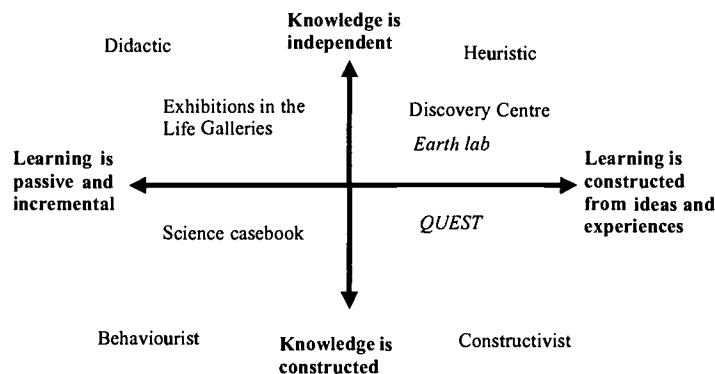 Knowledge is
independent
Didactic
Heuristic
Exhibitions in the
Life Galleries
Discovery Centre
Earth lab
Learning is
passive and
incremental
Learning is
constructed
from ideas and
experiences
Science casebook
QUEST
Behaviourist
Knowledge is
constructed
Constructivist